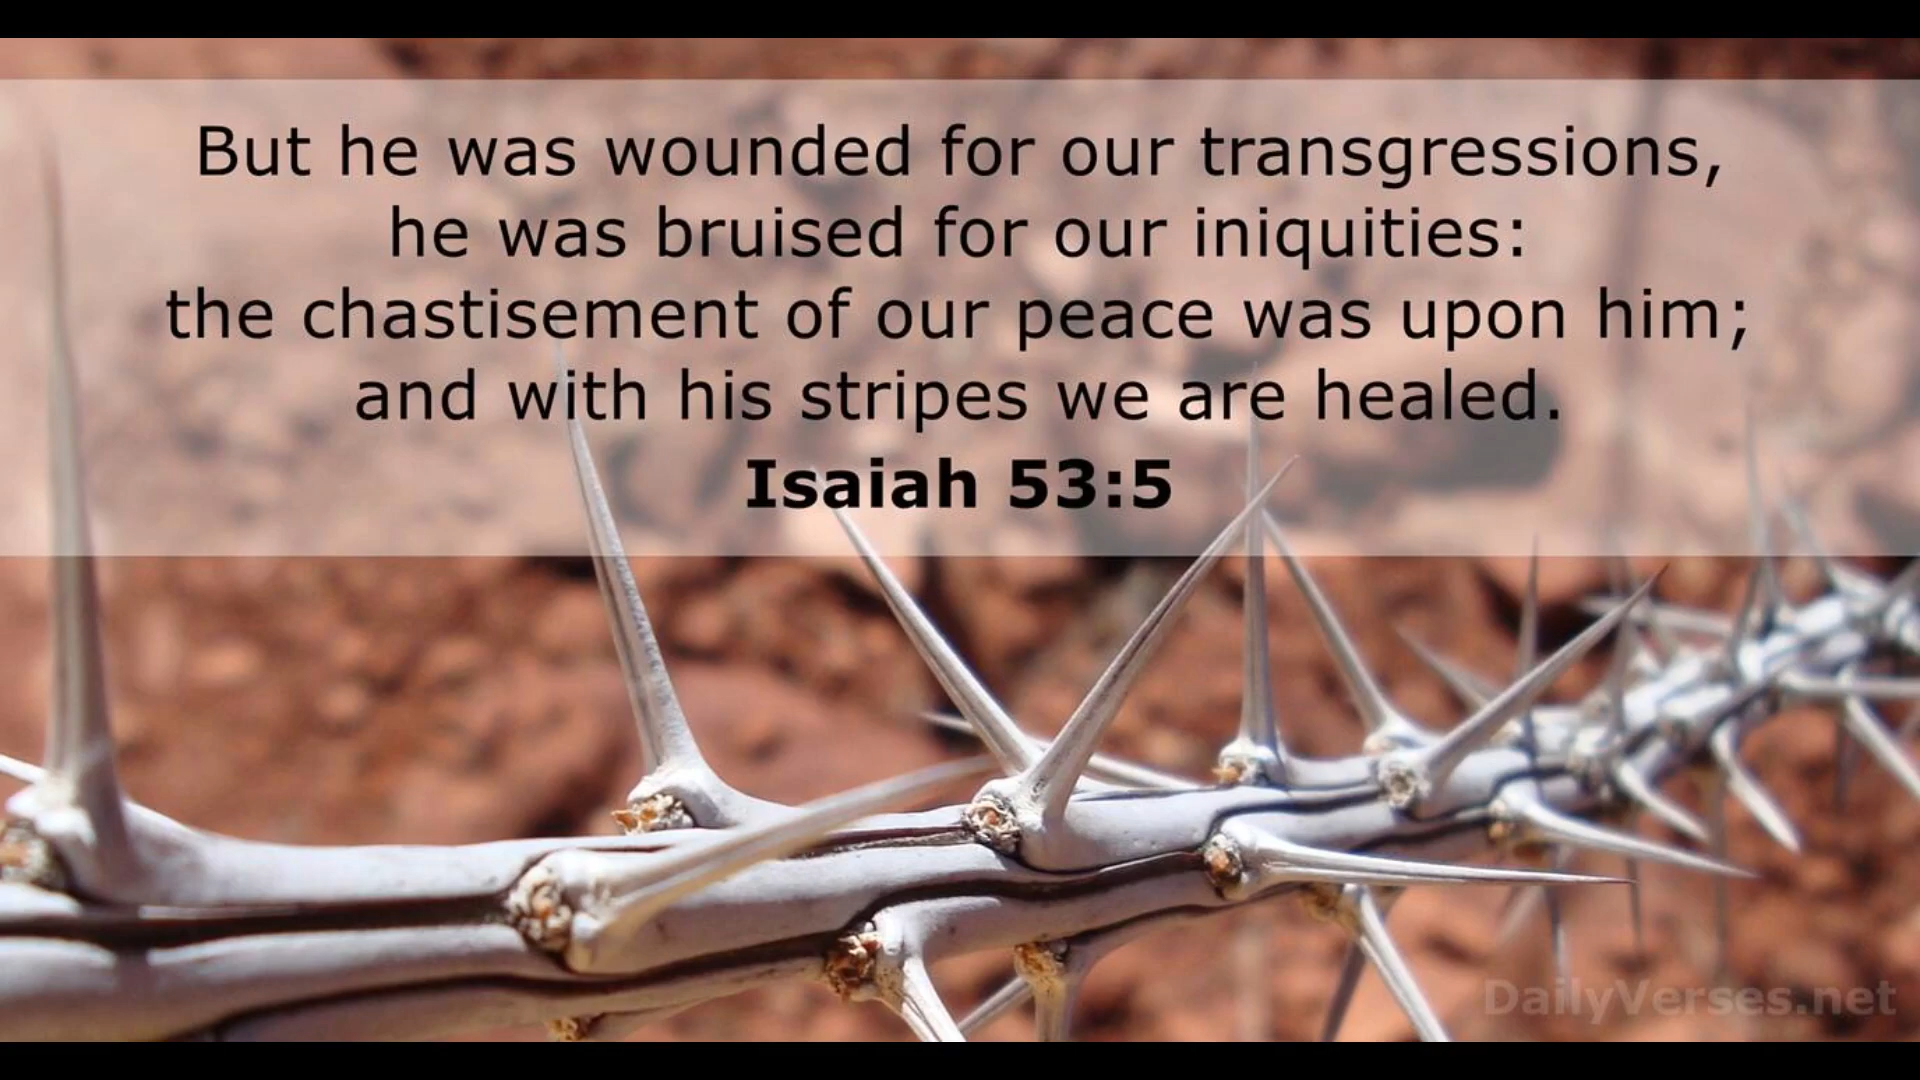 But he was wounded for our transgressions,
he was bruised for our iniquities:
the chastisement of our peace was upon him;
and with his stripes we are healed.
Isaiah 53:5
DailyVerses.net